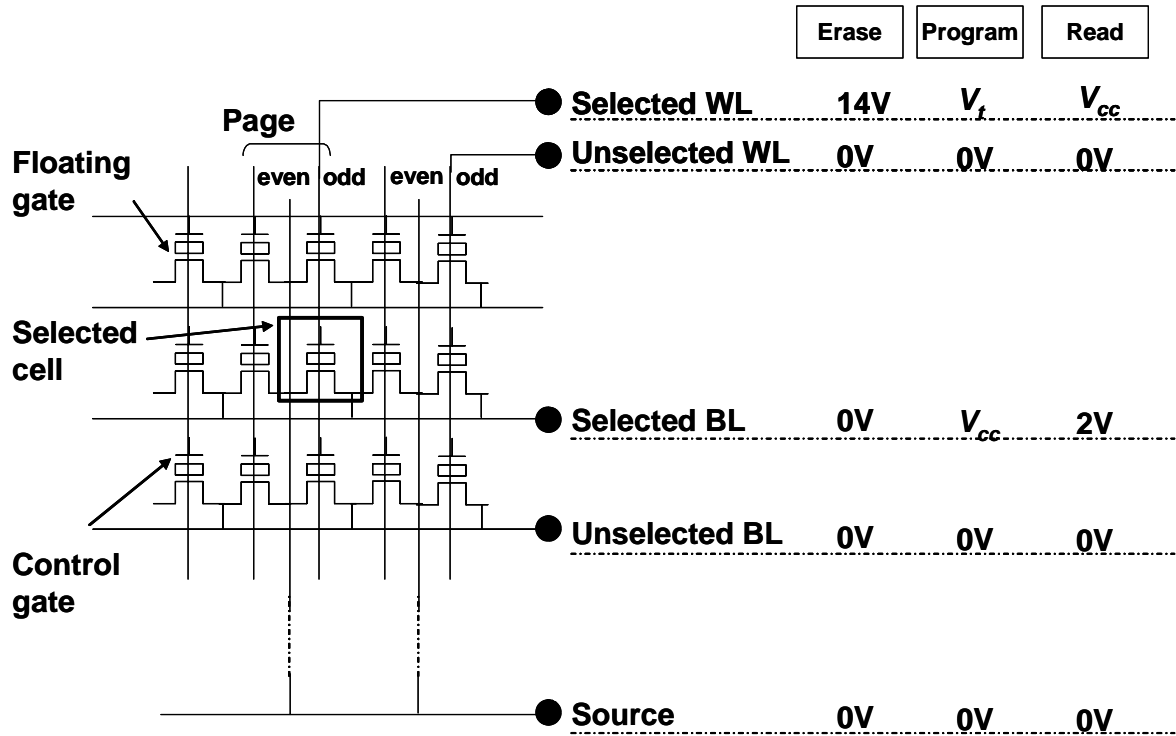 Erase Program Read
Selected WL 14V Vt Vcc
Page
Unselected WL 0V 0V 0V
Floating
gate
even odd even odd
Selected
cell
Selected BL 0V Vcc 2V
Unselected BL 0V 0V 0V
Control
gate
Source 0V 0V 0V